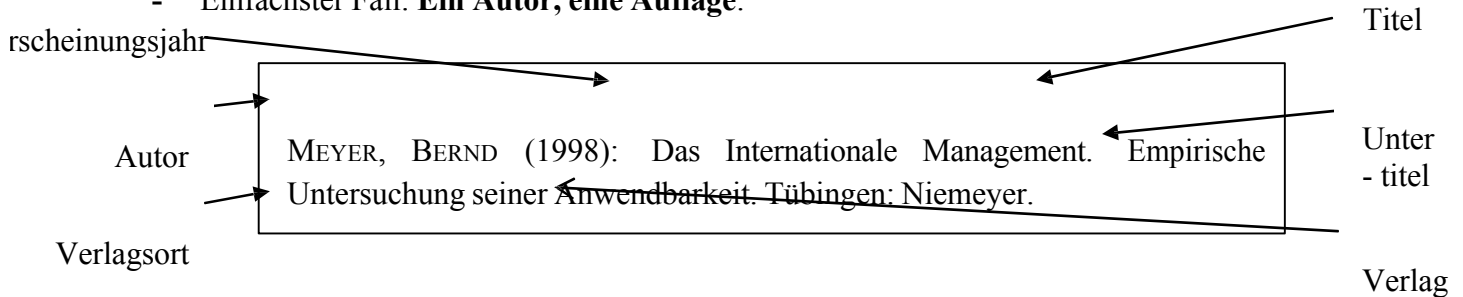 - Einfachster Fall: Ein Autor, eine Auflage.
Titel
rscheinungsjahr
Autor
MEYER, BERND (1998): Das Internationale Management. Empirische
Untersuchung seiner Anwendbarkeit. Tübingen: Niemeyer.
Unter
- titel
Verlagsort
Verlag